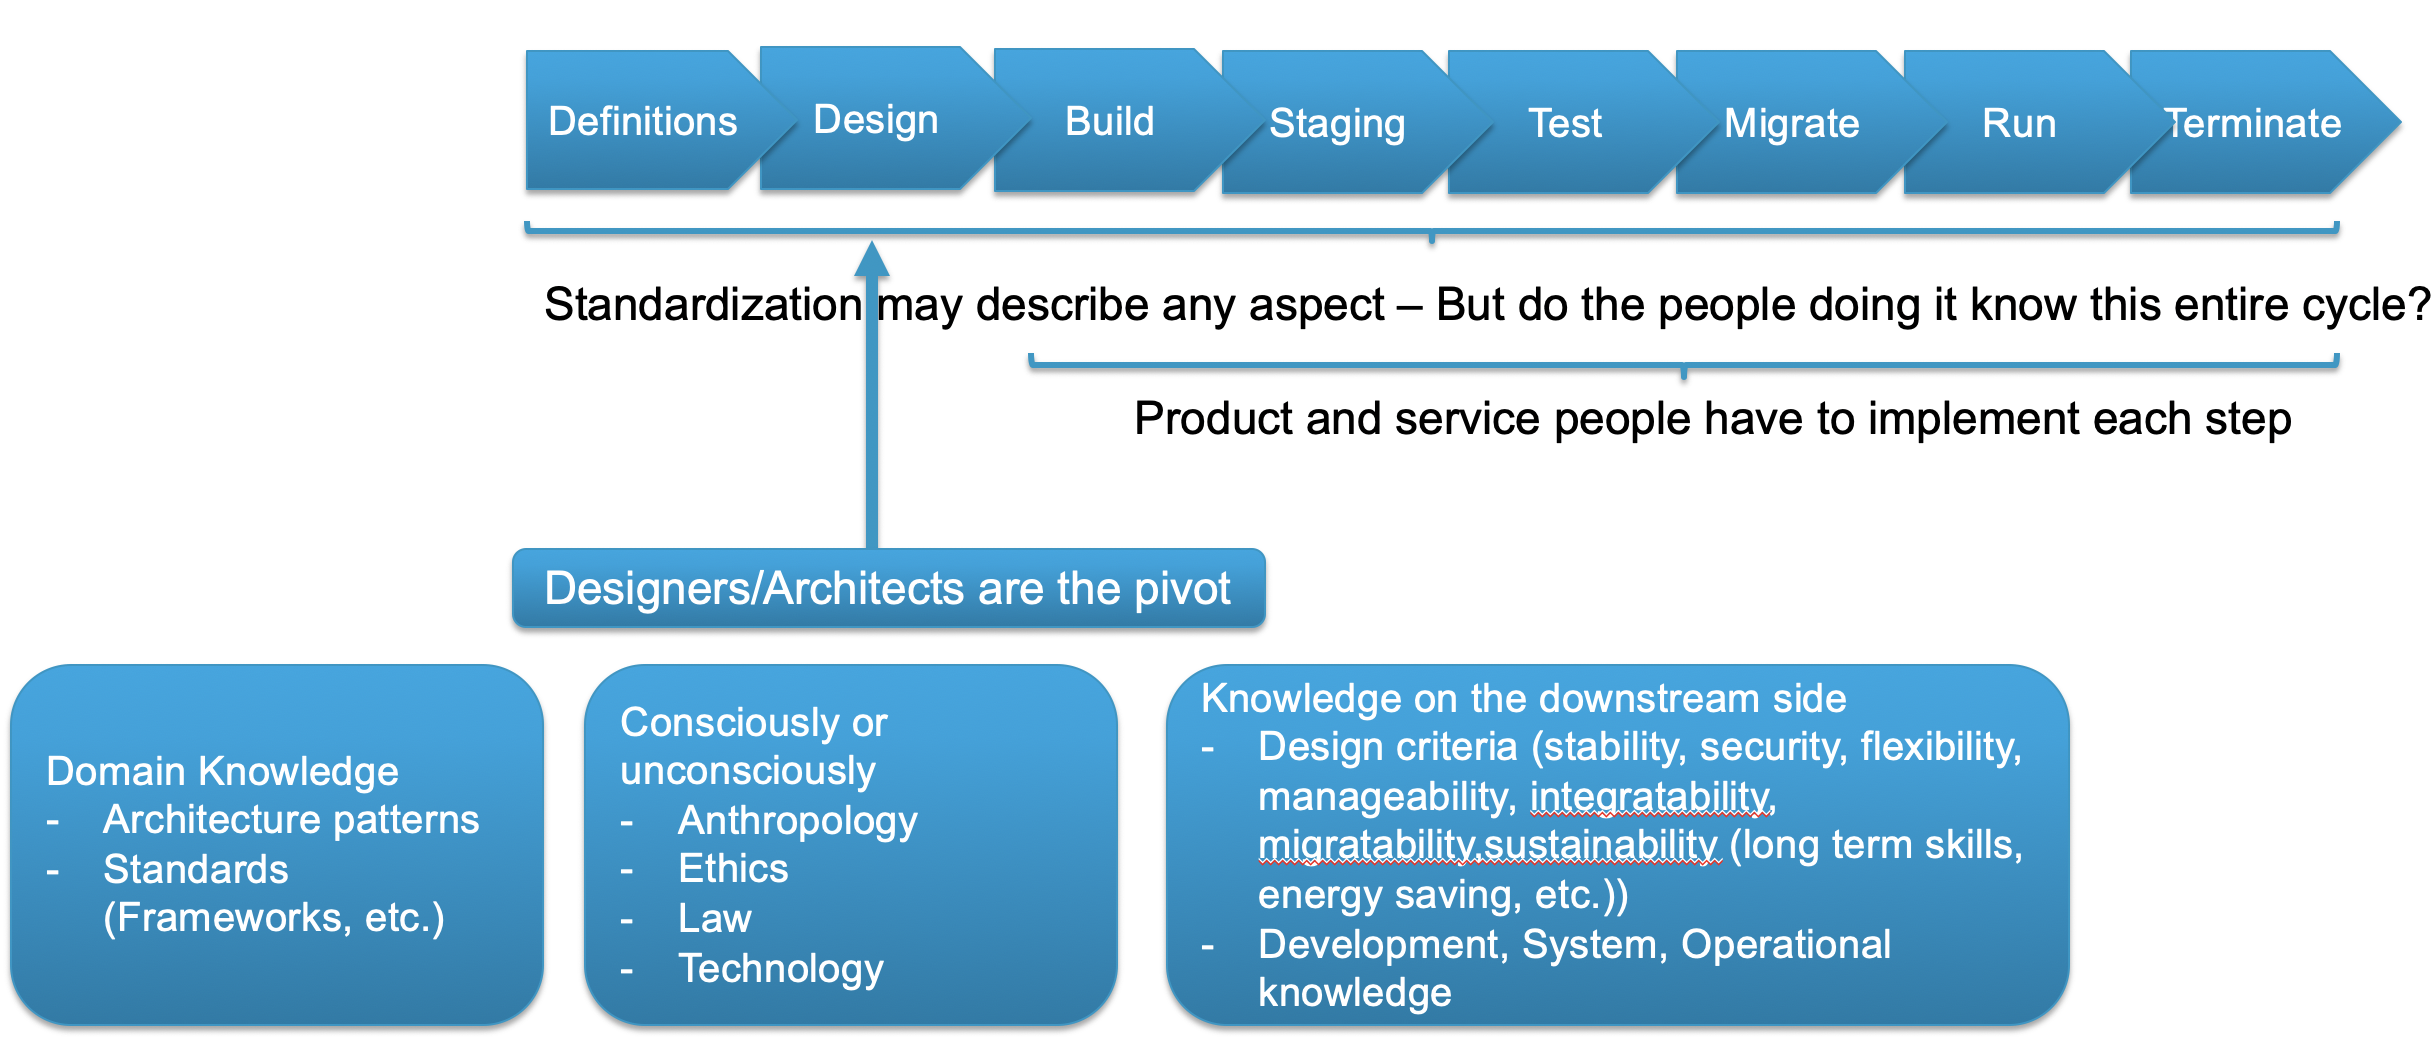 Definitions
Design
Build
Staging
Test
Migrate
Run
Terminate
Standardization may describe any aspect – But do the people doing it know this entire cycle?
Product and service people have to implement each step
Designers/Architects are the pivot
Domain Knowledge
- Architecture patterns
- Standards
(Frameworks, etc.)
Consciously or
unconsciously
- Anthropology
- Ethics
- Law
- Technology
Knowledge on the downstream side
- Design criteria (stability, security, flexibility,
manageability, integratability,
migratability,sustainability (long term skills,
energy saving, etc.))
- Development, System, Operational
knowledge